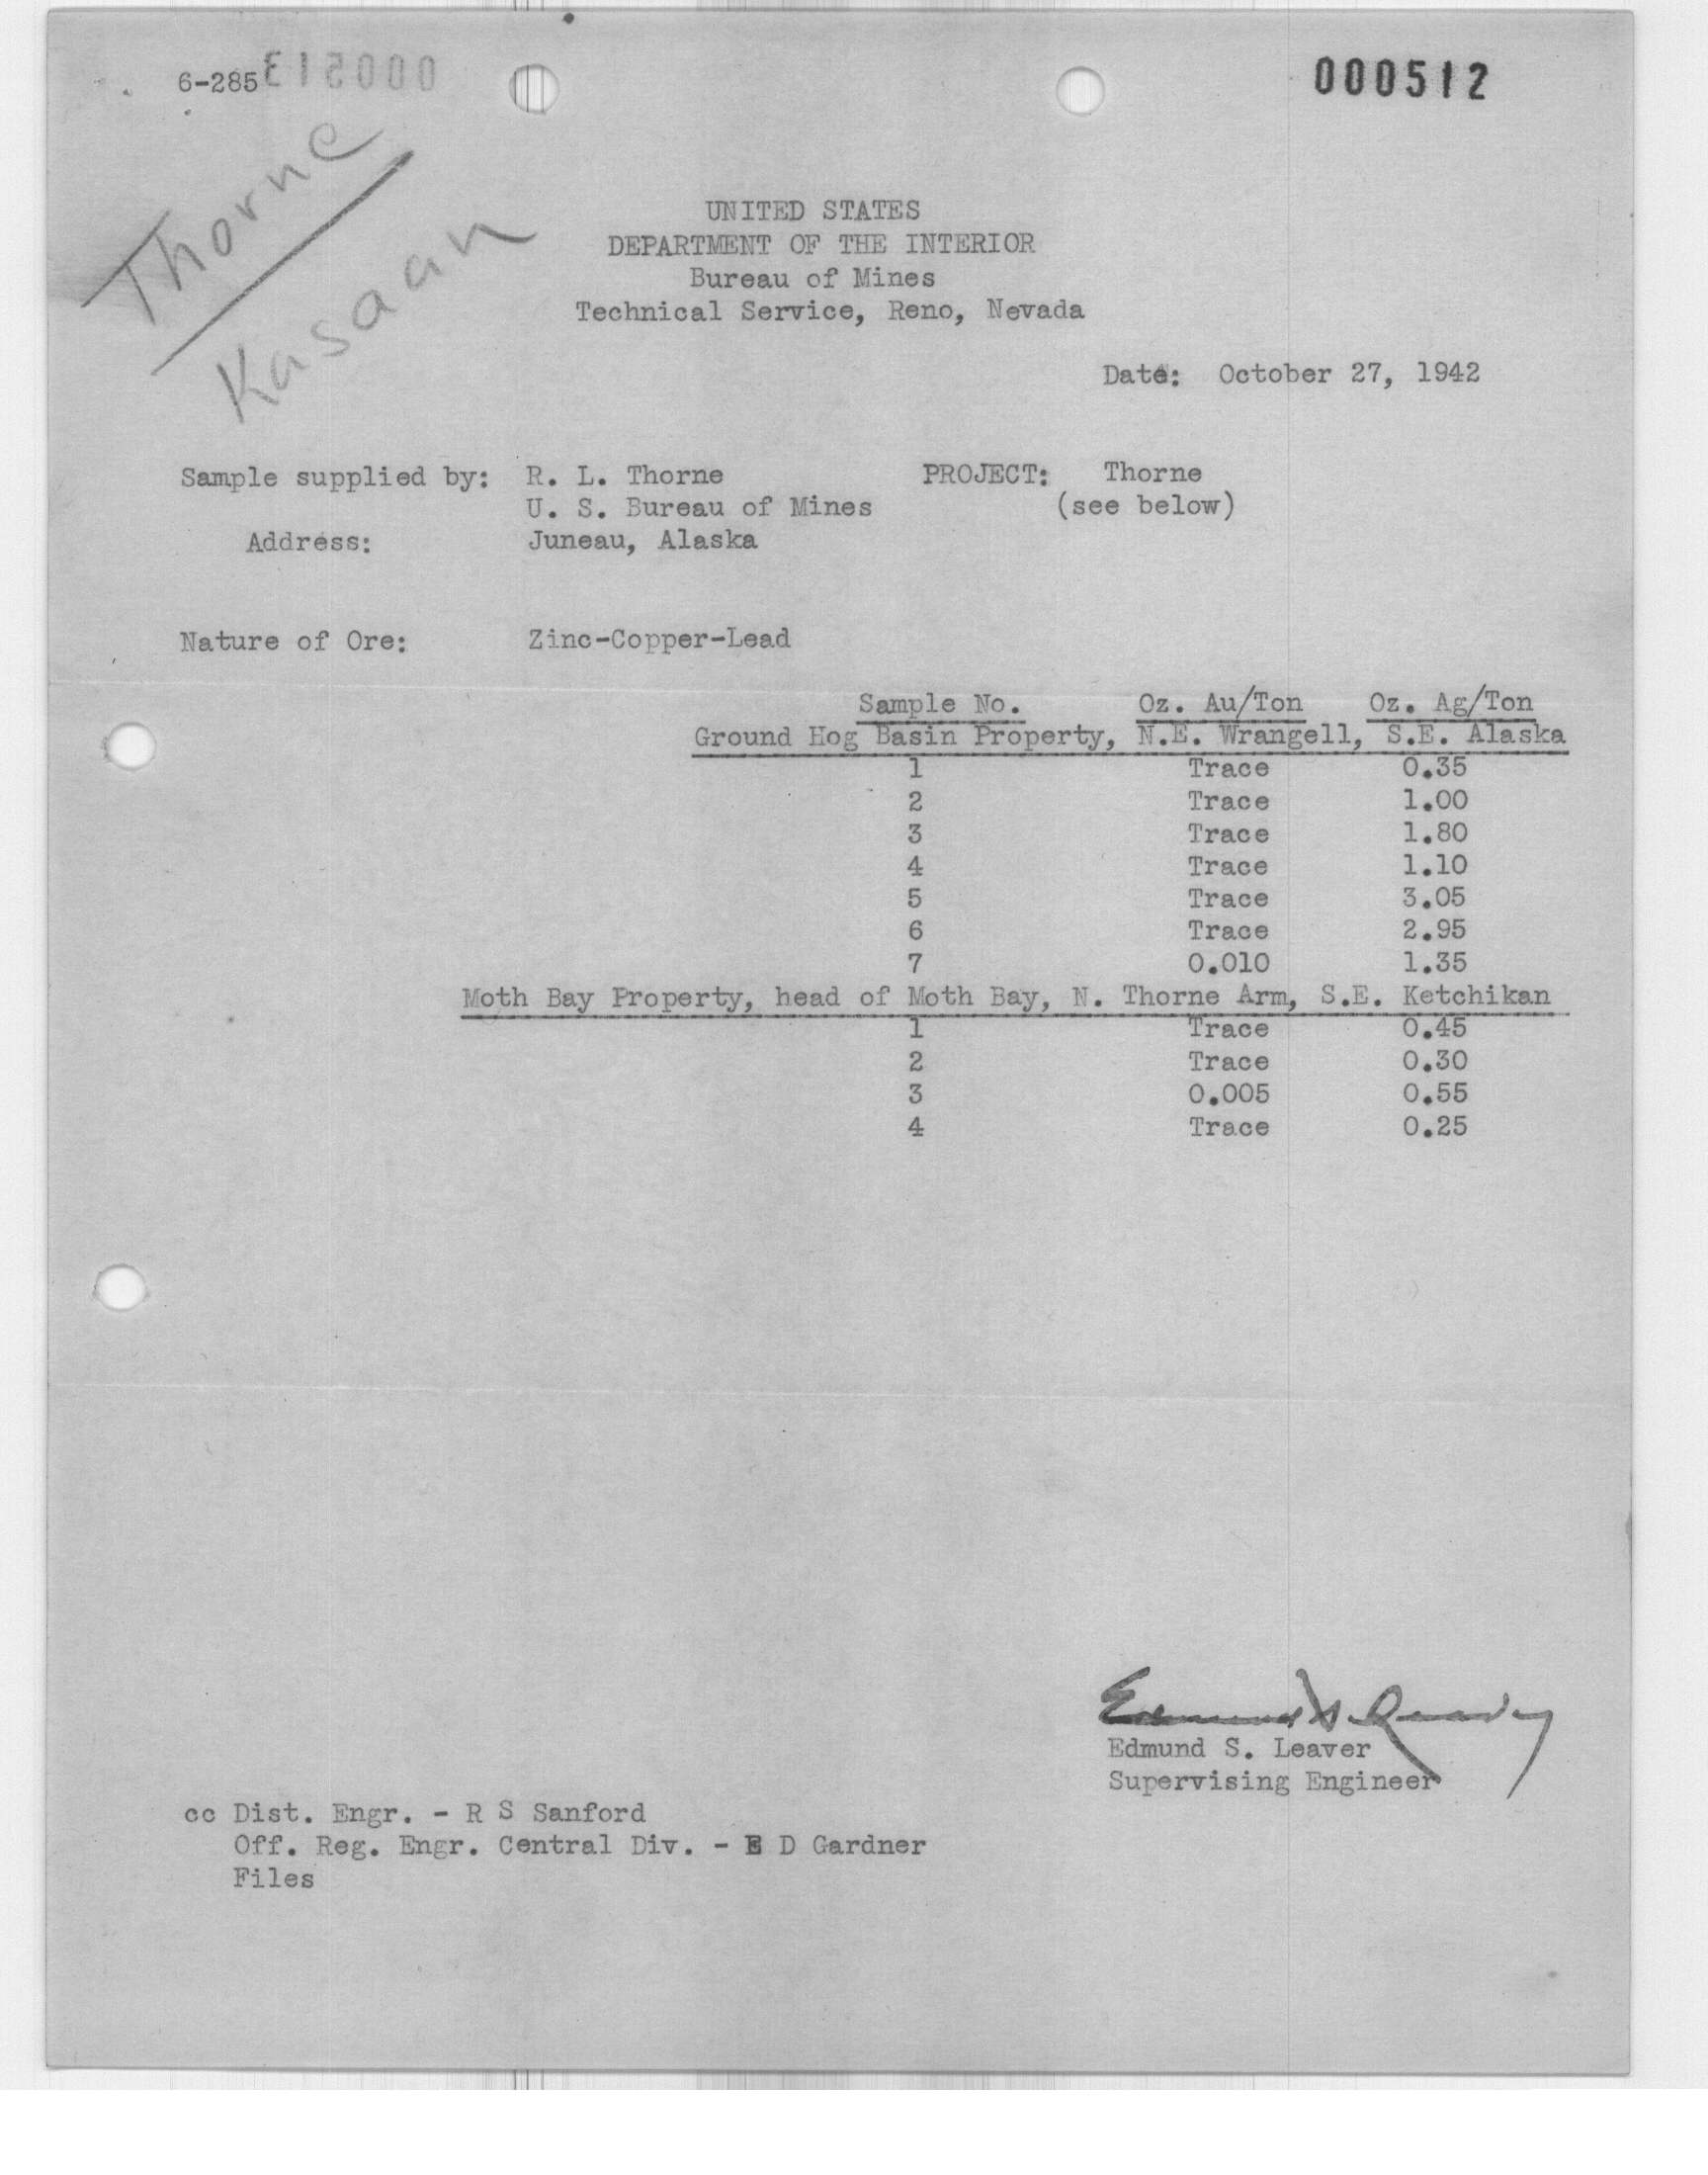 6-285
000513
000512
Thorne
Kasaan
UNITED STATES
DEPARTMENT OF THE INTERIOR
Bureau of Mines
Technical Service, Reno, Nevada
Date: October 27, 1942
Sample supplied by: R. L. Thorne PROJECT: Thorne
U. S. Bureau of Mines (see below)
Address: Juneau, Alaska
Nature of Ore: Zinc-Copper-Lead
Sample No. Oz. Au/Ton Oz. Ag/Ton
Ground Hog Basin Property, N.E. Wrangell, S.E. Alaska
1 Trace 0.35
2 Trace 1.00
3 Trace 1.80
4 Trace 1.10
5 Trace 3.05
6 Trace 2.95
7 0.010 1.35
Moth Bay Property, head of Moth Bay, N. Thorne Arm, S.E. Ketchikan
1 Trace 0.45
2 Trace 0.30
3 0.005 0.55
4 Trace 0.25
Edmund S. Leaver
Edmund S. Leaver
Supervising Engineer
cc Dist. Engr. - R S Sanford
Off. Reg. Engr. Central Div. - E D Gardner
Files